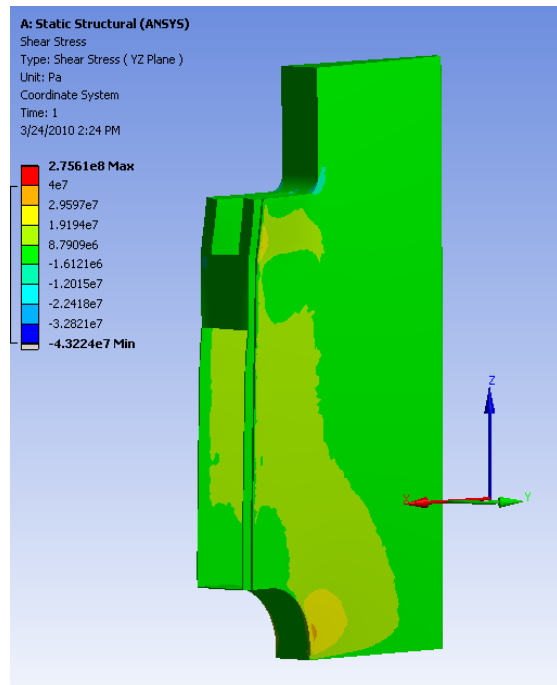 A: Static Structural (ANSYS)
Shear Stress
Type: Shear Stress ( YZ Plane )
Unit: Pa
Coordinate System
Time: 1
3/24/2010 2:24 PM
2.7561e8 Max
4e7
2.9597e7
1.9194e7
8.7909e6
-1.6121e6
-1.2015e7
-2.2418e7
-3.2821e7
-4.3224e7 Min
Z
X
Y